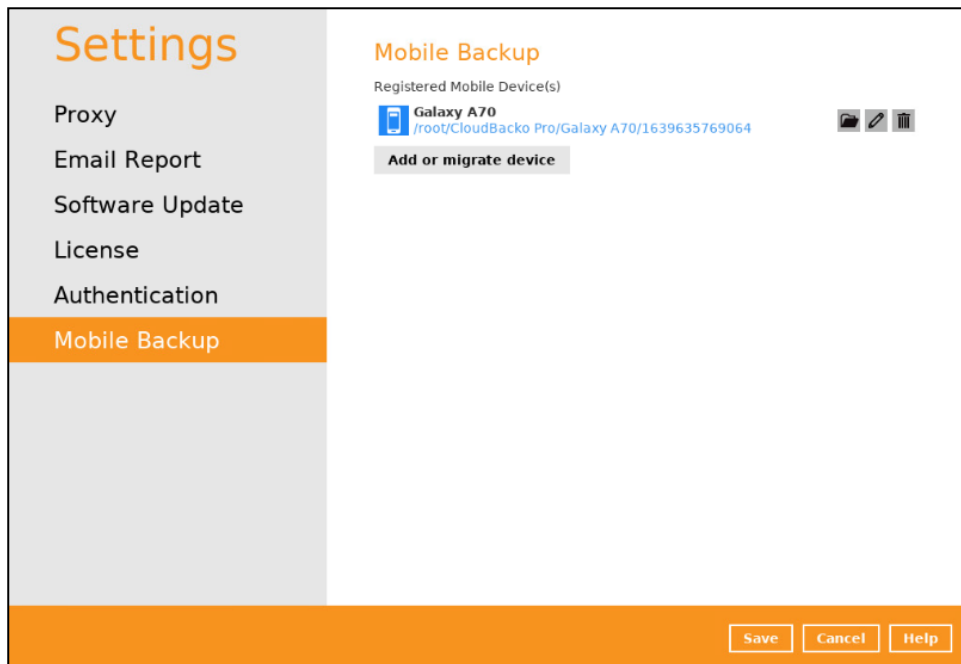 Settings
Proxy
Email Report
Software Update
License
Authentication
Mobile Backup
Mobile Backup
Registered Mobile Device(s)
Galaxy A70
/root/CloudBacko Pro/Galaxy A70/1639635769064
Add or migrate device
Save
Cancel
Help